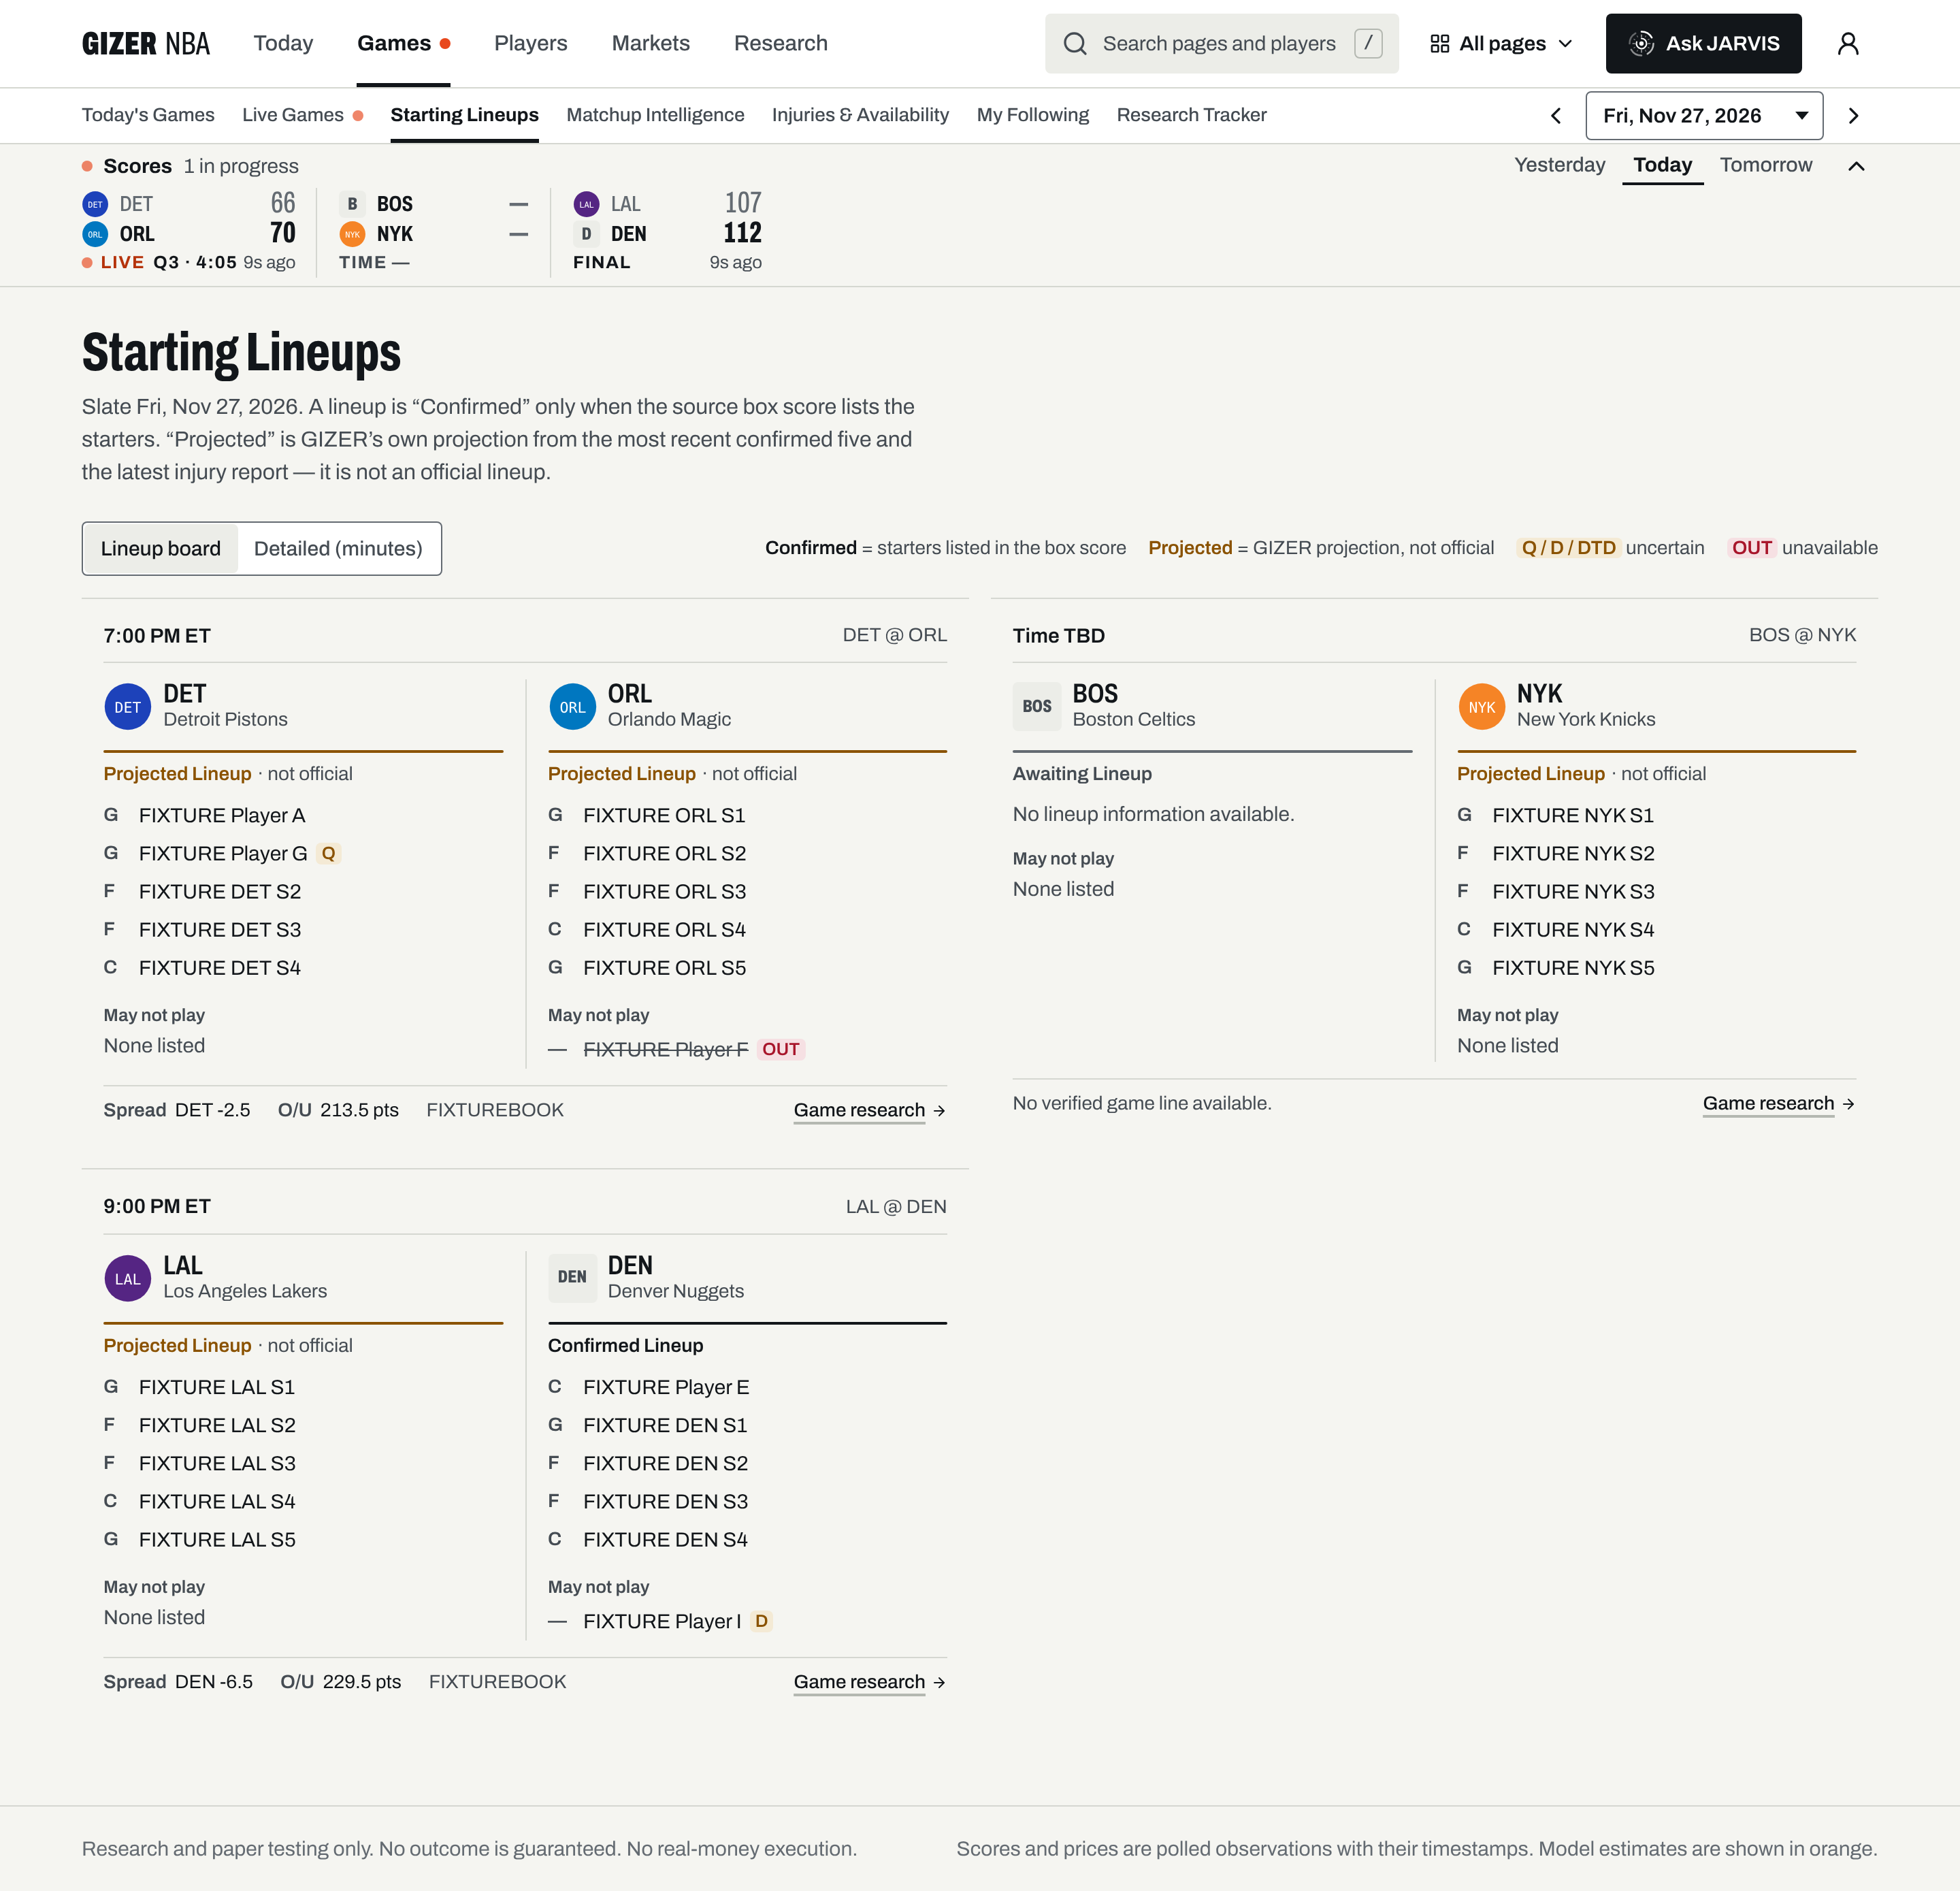 GIZER NBA Today Games Players Markets Research Search pages and players / All pages Ask JARVIS
Today's Games Live Games Starting Lineups Matchup Intelligence Injuries & Availability My Following Research Tracker Fri, Nov 27, 2026
Scores 1 in progress Yesterday Today Tomorrow
DET DET 66
ORL ORL 70
LIVE Q3 · 4:05 9s ago
B BOS —
NYK NYK —
TIME —
LAL LAL 107
D DEN 112
FINAL 9s ago
Starting Lineups
Slate Fri, Nov 27, 2026. A lineup is “Confirmed” only when the source box score lists the
starters. “Projected” is GIZER’s own projection from the most recent confirmed five and
the latest injury report — it is not an official lineup.
Lineup board Detailed (minutes)
Confirmed = starters listed in the box score Projected = GIZER projection, not official Q / D / DTD uncertain OUT unavailable
7:00 PM ET DET @ ORL
DET DET
Detroit Pistons
Projected Lineup · not official
G FIXTURE Player A
G FIXTURE Player G Q
F FIXTURE DET S2
F FIXTURE DET S3
C FIXTURE DET S4
May not play
None listed
ORL ORL
Orlando Magic
Projected Lineup · not official
G FIXTURE ORL S1
F FIXTURE ORL S2
F FIXTURE ORL S3
C FIXTURE ORL S4
G FIXTURE ORL S5
May not play
— FIXTURE Player F OUT
Spread DET -2.5 O/U 213.5 pts FIXTUREBOOK Game research →
Time TBD BOS @ NYK
BOS BOS
Boston Celtics
Awaiting Lineup
No lineup information available.
May not play
None listed
NYK NYK
New York Knicks
Projected Lineup · not official
G FIXTURE NYK S1
F FIXTURE NYK S2
F FIXTURE NYK S3
C FIXTURE NYK S4
G FIXTURE NYK S5
May not play
None listed
No verified game line available. Game research →
9:00 PM ET LAL @ DEN
LAL LAL
Los Angeles Lakers
Projected Lineup · not official
G FIXTURE LAL S1
F FIXTURE LAL S2
F FIXTURE LAL S3
C FIXTURE LAL S4
G FIXTURE LAL S5
May not play
None listed
DEN DEN
Denver Nuggets
Confirmed Lineup
C FIXTURE Player E
G FIXTURE DEN S1
F FIXTURE DEN S2
F FIXTURE DEN S3
C FIXTURE DEN S4
May not play
— FIXTURE Player I D
Spread DEN -6.5 O/U 229.5 pts FIXTUREBOOK Game research →
Research and paper testing only. No outcome is guaranteed. No real-money execution.
Scores and prices are polled observations with their timestamps. Model estimates are shown in orange.